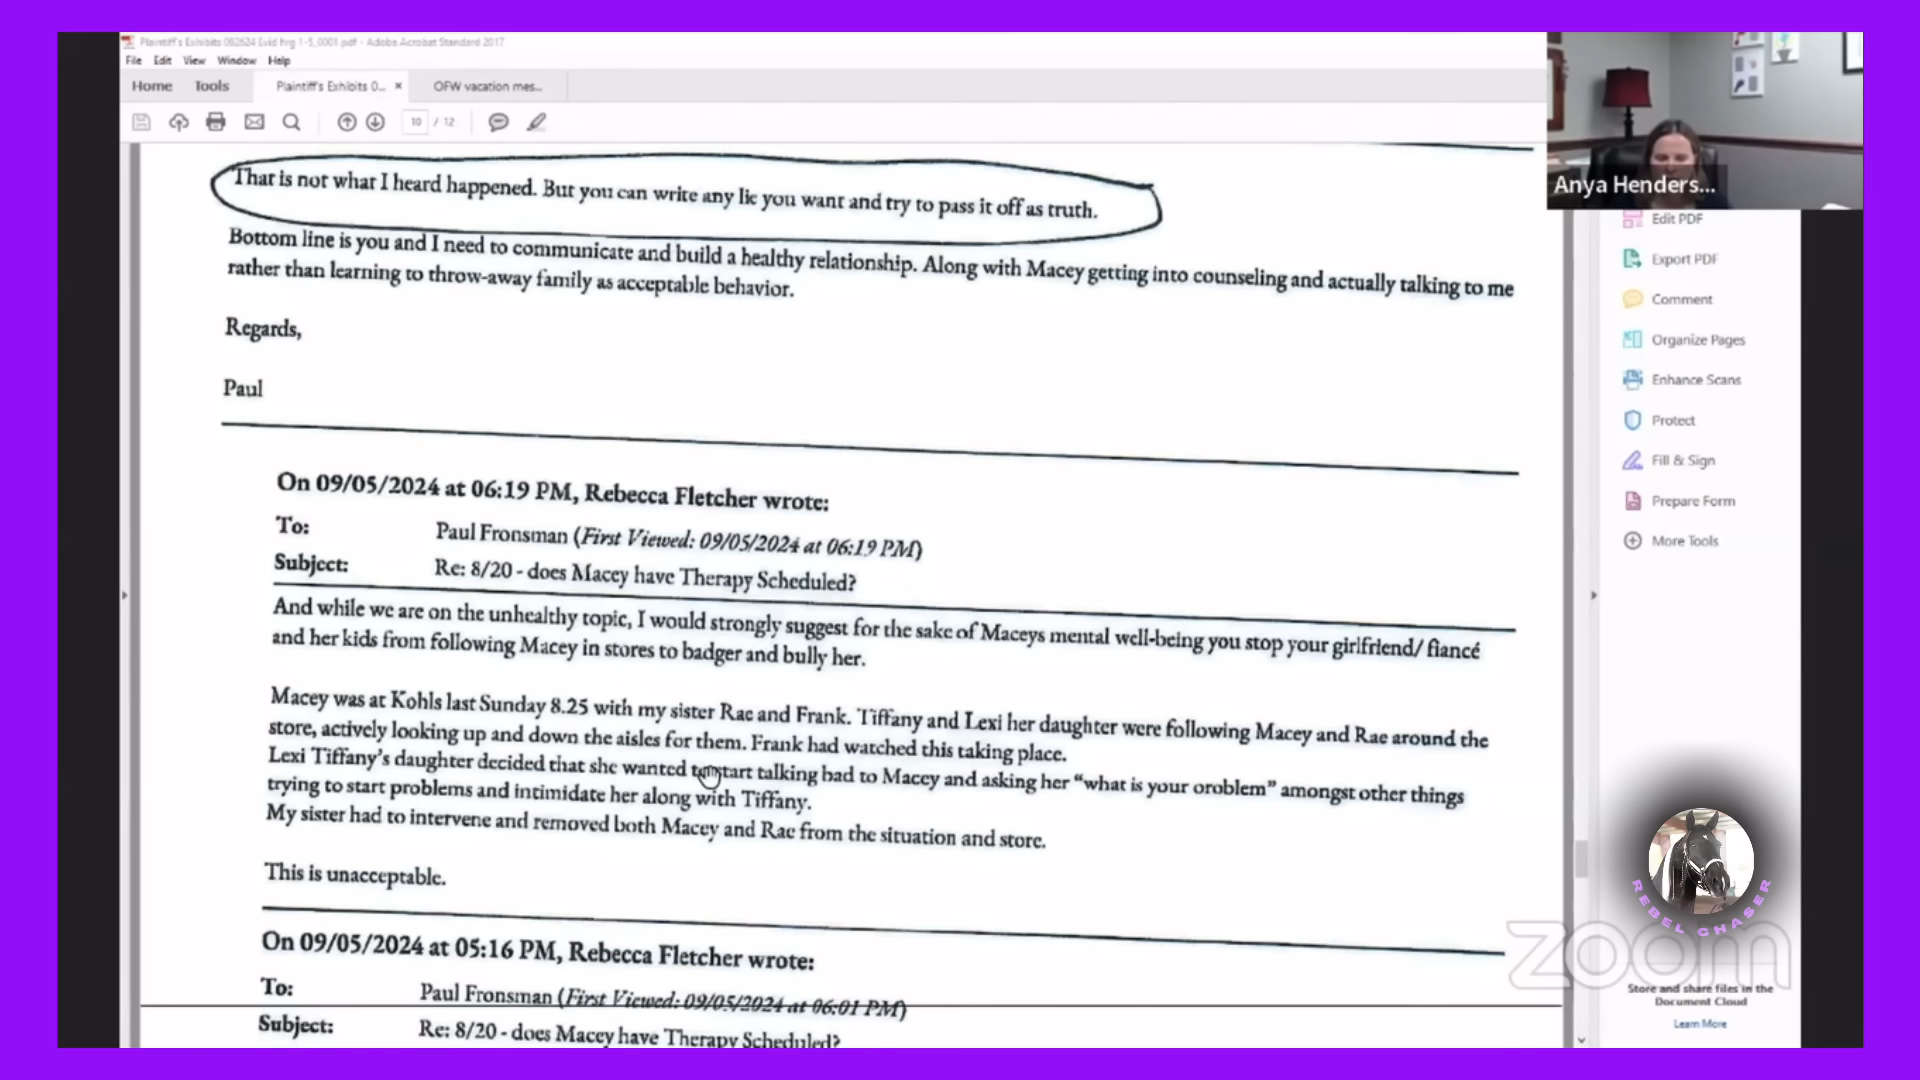 Plaintiff's Exhibits 092624 Evid hrg 1-5_0001.pdf - Adobe Acrobat Standard 2017
File Edit View Window Help
Home Tools Plaintiff's Exhibits 0... × OFW vacation mes...
10 / 12
Anya Henders...
That is not what I heard happened. But you can write any lie you want and try to pass it off as truth.
Bottom line is you and I need to communicate and build a healthy relationship. Along with Macey getting into counseling and actually talking to me
rather than learning to throw-away family as acceptable behavior.
Regards,
Paul
On 09/05/2024 at 06:19 PM, Rebecca Fletcher wrote:
To: Paul Fronsman (First Viewed: 09/05/2024 at 06:19 PM)
Subject: Re: 8/20 - does Macey have Therapy Scheduled?
And while we are on the unhealthy topic, I would strongly suggest for the sake of Maceys mental well-being you stop your girlfriend/ fiancé
and her kids from following Macey in stores to badger and bully her.
Macey was at Kohls last Sunday 8.25 with my sister Rae and Frank. Tiffany and Lexi her daughter were following Macey and Rae around the
store, actively looking up and down the aisles for them. Frank had watched this taking place.
Lexi Tiffany's daughter decided that she wanted to start talking bad to Macey and asking her "what is your oroblem" amongst other things
trying to start problems and intimidate her along with Tiffany.
My sister had to intervene and removed both Macey and Rae from the situation and store.
This is unacceptable.
On 09/05/2024 at 05:16 PM, Rebecca Fletcher wrote:
To: Paul Fronsman (First Viewed: 09/05/2024 at 06:01 PM)
Subject: Re: 8/20 - does Macey have Therapy Scheduled?
Edit PDF
Export PDF
Comment
Organize Pages
Enhance Scans
Protect
Fill & Sign
Prepare Form
More Tools
REBEL CHASER
zoom
Store and share files in the
Document Cloud
Learn More